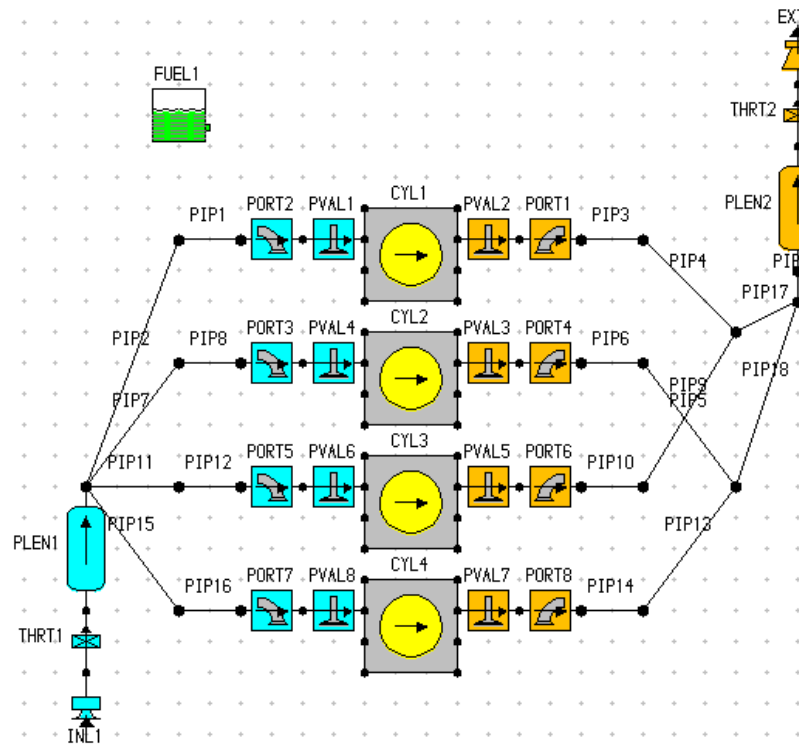 EXT
FUEL1
THRT2
CYL1
PORT2 PVAL1 PVAL2 PORT1
PLEN2
PIP1 PIP3
PIP4 PIP
PIP17
CYL2
PIP2 PIP8 PORT3 PVAL4 PVAL3 PORT4 PIP6
PIP18
PIP9
PIP7 PIP5
CYL3
PIP11 PIP12 PORT5 PVAL6 PVAL5 PORT6 PIP10
PIP15 PIP13
PLEN1
CYL4
PIP16 PORT7 PVAL8 PVAL7 PORT8 PIP14
THRT1
INL1